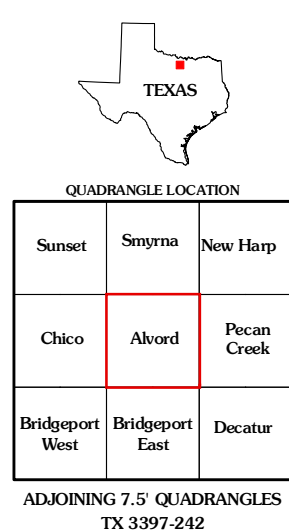 TEXAS
QUADRANGLE LOCATION
Sunset
Smyrna
New Harp
Chico
Alvord
Pecan
Creek
Bridgeport
West
Bridgeport
East
Decatur
ADJOINING 7.5' QUADRANGLES
TX 3397-242